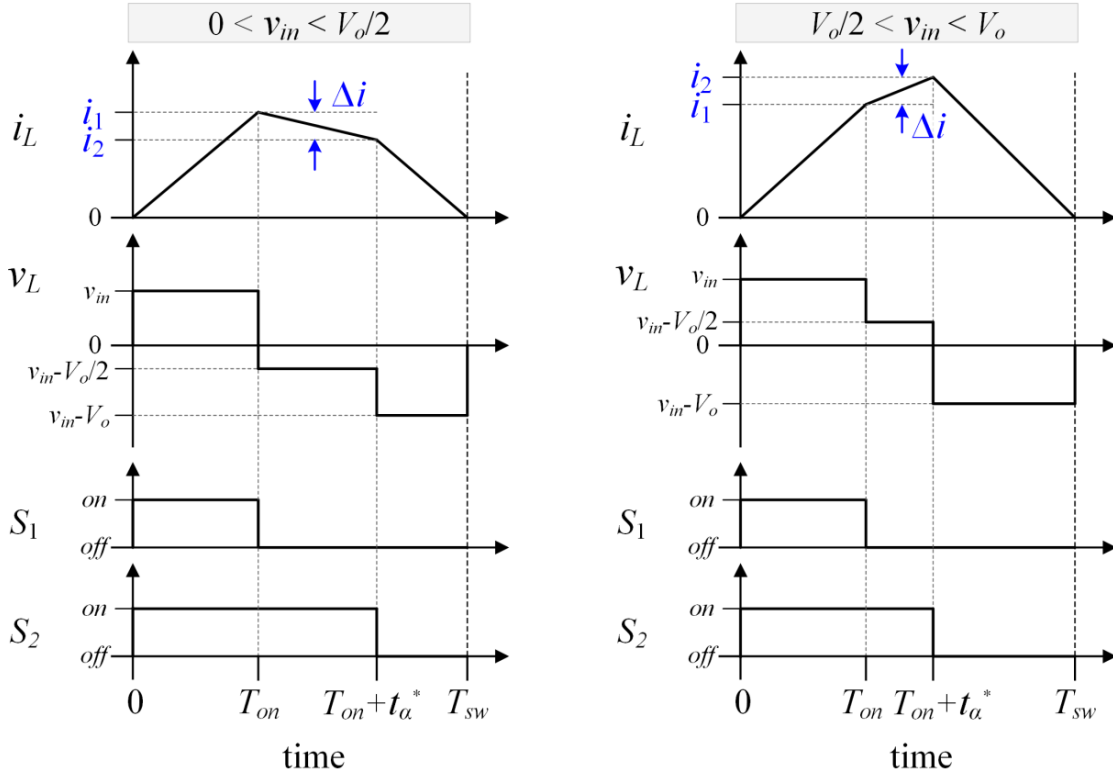 0 < v_in < V_o/2
i_L
i_1
i_2
Δi
0
v_L
v_in
0
v_in-V_o/2
v_in-V_o
S_1
on
off
S_2
on
off
0
T_on
T_on + t_α^*
T_sw
time
V_o/2 < v_in < V_o
i_L
i_2
i_1
Δi
0
v_L
v_in
v_in-V_o/2
0
v_in-V_o
S_1
on
off
S_2
on
off
0
T_on
T_on + t_α^*
T_sw
time